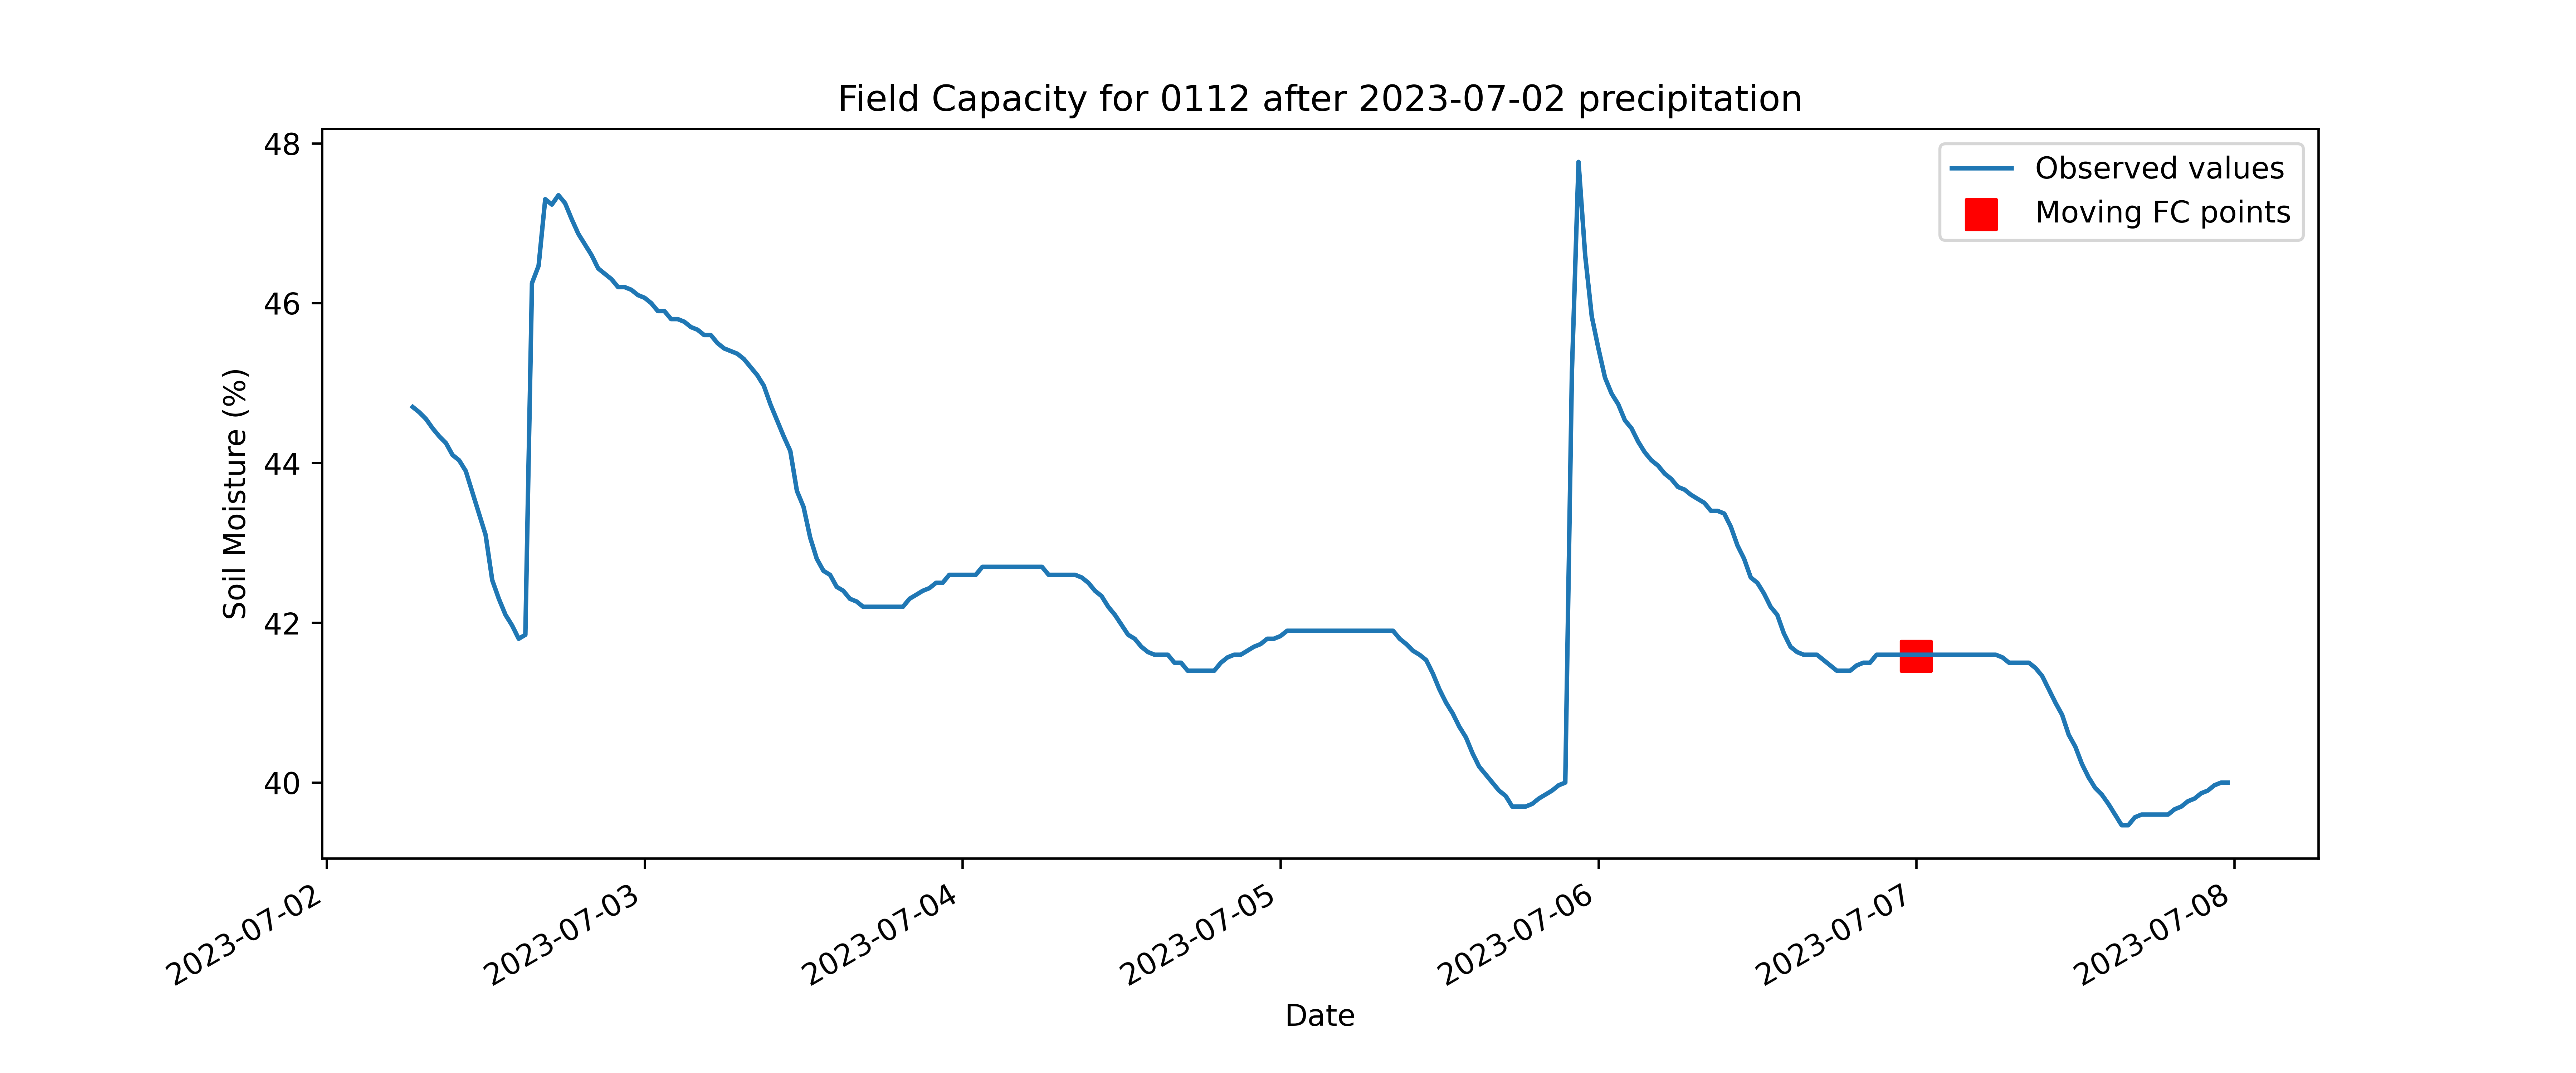 Field Capacity for 0112 after 2023-07-02 precipitation
Observed values
Moving FC points
Soil Moisture (%)
48
46
44
42
40
2023-07-02
2023-07-03
2023-07-04
2023-07-05
2023-07-06
2023-07-07
2023-07-08
Date